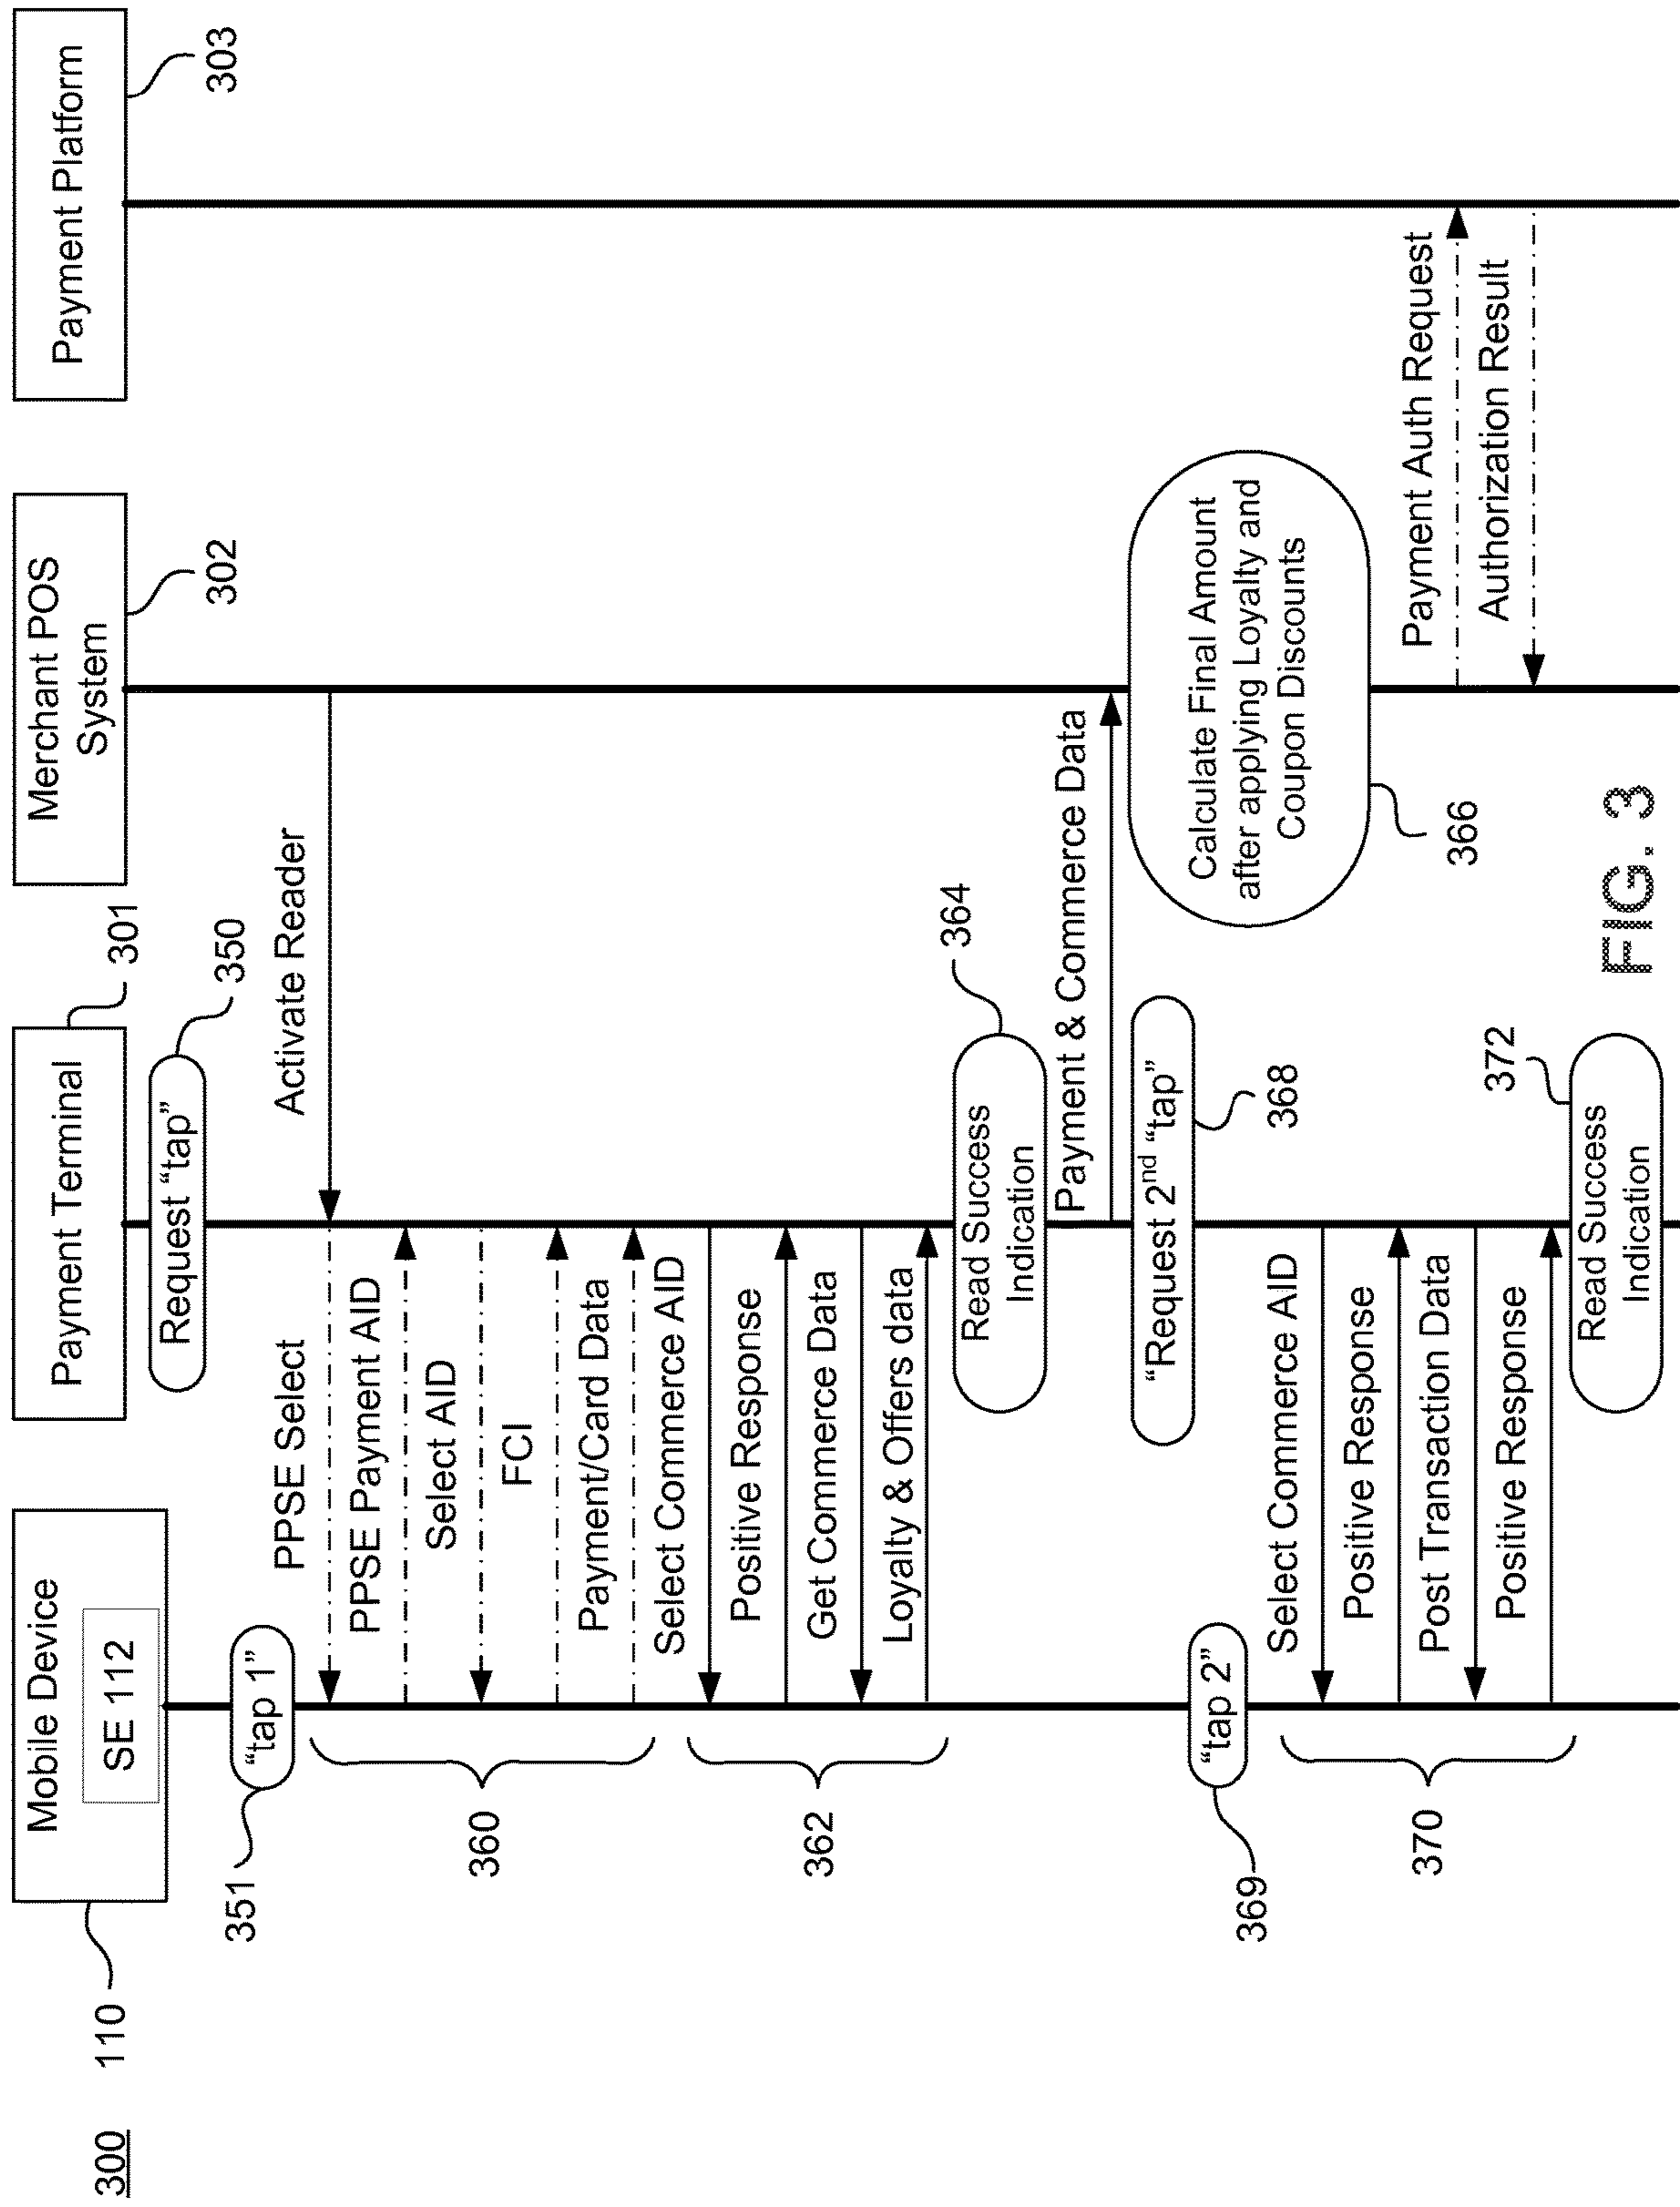 300
110
Mobile Device
SE 112
Payment Terminal
301
Merchant POS
System
302
Payment Platform
303
Request “tap”
350
“tap 1”
351
Activate Reader
PPSE Select
PPSE Payment AID
Select AID
FCI
Payment/Card Data
360
Select Commerce AID
Positive Response
Get Commerce Data
Loyalty & Offers data
362
Read Success
Indication
364
Payment & Commerce Data
Calculate Final Amount
after applying Loyalty and
Coupon Discounts
366
“Request 2nd “tap”
368
“tap 2”
369
Select Commerce AID
Positive Response
Post Transaction Data
Positive Response
370
Payment Auth Request
Authorization Result
Read Success
Indication
372
FIG. 3